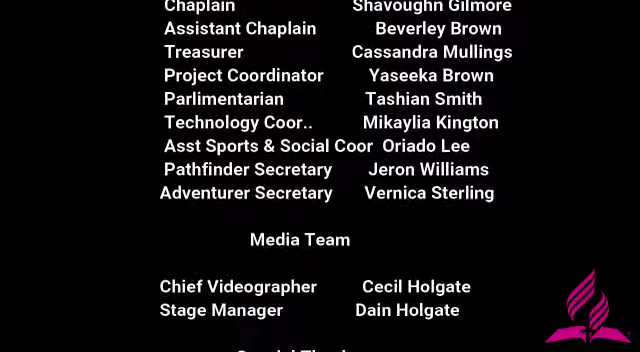 Chaplain Shavoughn Gilmore
Assistant Chaplain Beverley Brown
Treasurer Cassandra Mullings
Project Coordinator Yaseeka Brown
Parlimentarian Tashian Smith
Technology Coor.. Mikaylia Kington
Asst Sports & Social Coor Oriado Lee
Pathfinder Secretary Jeron Williams
Adventurer Secretary Vernica Sterling
Media Team
Chief Videographer Cecil Holgate
Stage Manager Dain Holgate